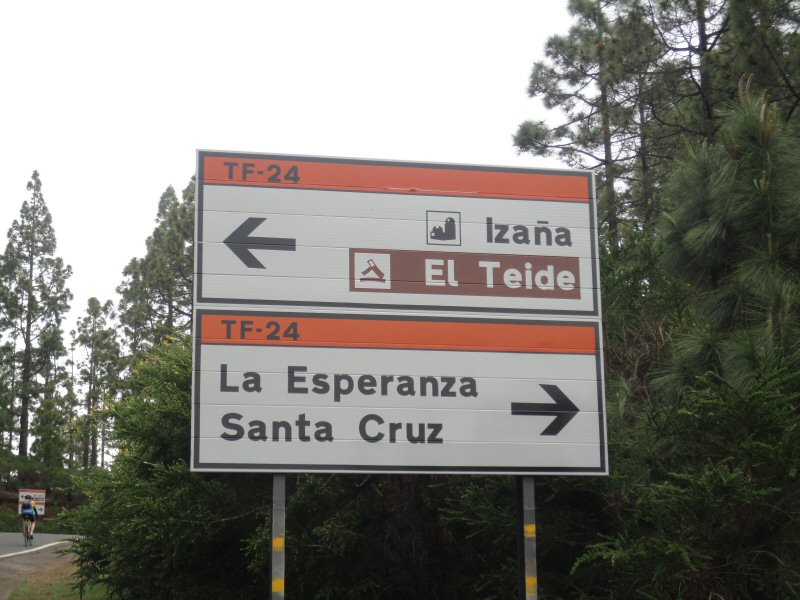 TF-24
Izaña
El Teide
TF-24
La Esperanza
Santa Cruz